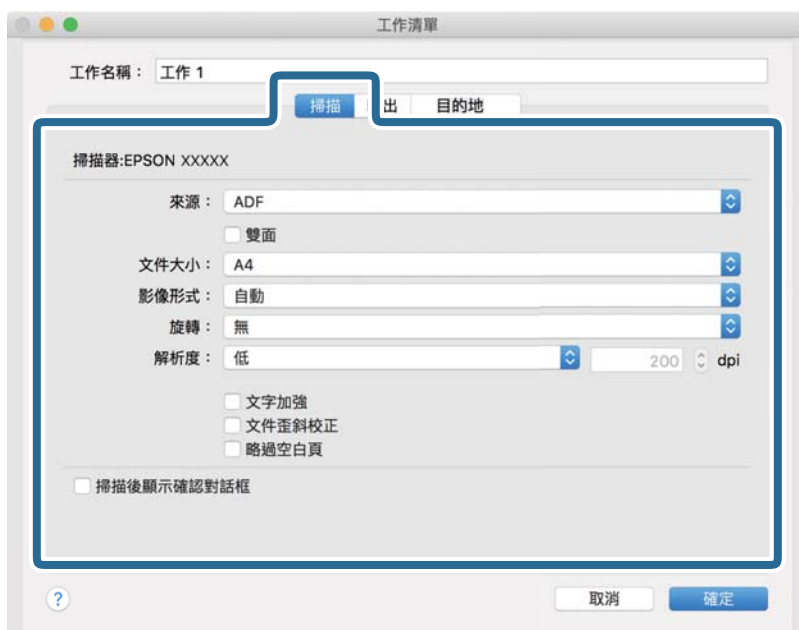 工作清單
工作名稱： 工作 1
掃描 出 目的地
掃描器:EPSON XXXXX
來源： ADF
雙面
文件大小： A4
影像形式： 自動
旋轉： 無
解析度： 低 200 dpi
文字加強
文件歪斜校正
略過空白頁
掃描後顯示確認對話框
? 取消 確定